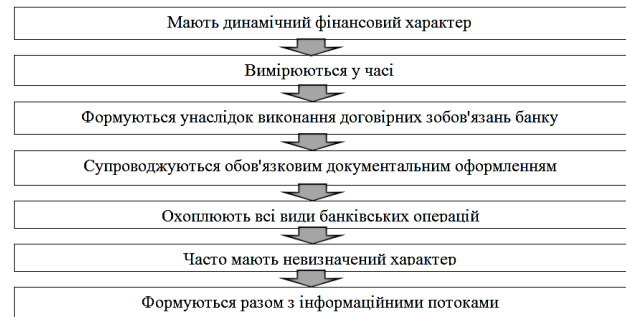 Мають динамічний фінансовий характер
Вимірюються у часі
Формуються унаслідок виконання договірних зобов'язань банку
Супроводжуються обов'язковим документальним оформленням
Охоплюють всі види банківських операцій
Часто мають невизначений характер
Формуються разом з інформаційними потоками